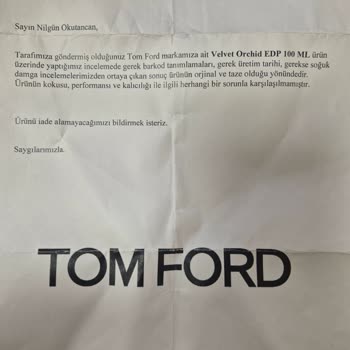 Sayın Nilgün Okutancan,
Tarafımıza göndermiş olduğumuz Tom Ford markamıza ait Velvet Orchid EDP 100 ML ürün
üzerinde yaptığımız incelemede gerek barkod tanımlamaları, gerek üretim tarihi, gerekse soğuk
damga incelemelerimizden ortaya çıkan sonuç ürünün orjinal ve taze olduğu yönündedir.
Ürünün kokusu, performansı ve kalıcılığı ile ilgili herhangi bir sorunla karşılaşılmamıştır.
Ürünü iade alamayacağımızı bildirmek isteriz.
Saygılarımızla.
TOM FORD